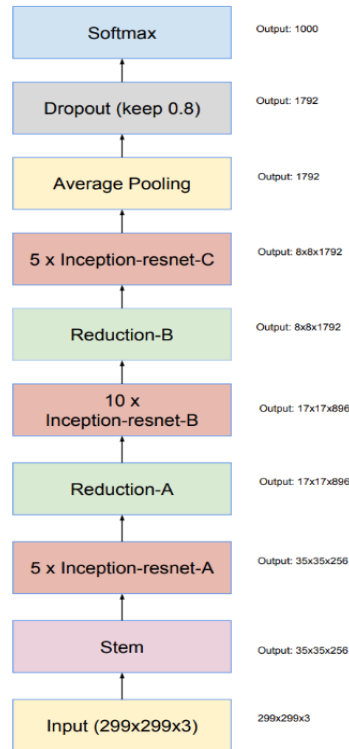 Softmax
Output: 1000
Dropout (keep 0.8)
Output: 1792
Average Pooling
Output: 1792
5 x Inception-resnet-C
Output: 8x8x1792
Reduction-B
Output: 8x8x1792
10 x
Inception-resnet-B
Output: 17x17x896
Reduction-A
Output: 17x17x896
5 x Inception-resnet-A
Output: 35x35x256
Stem
Output: 35x35x256
Input (299x299x3)
299x299x3